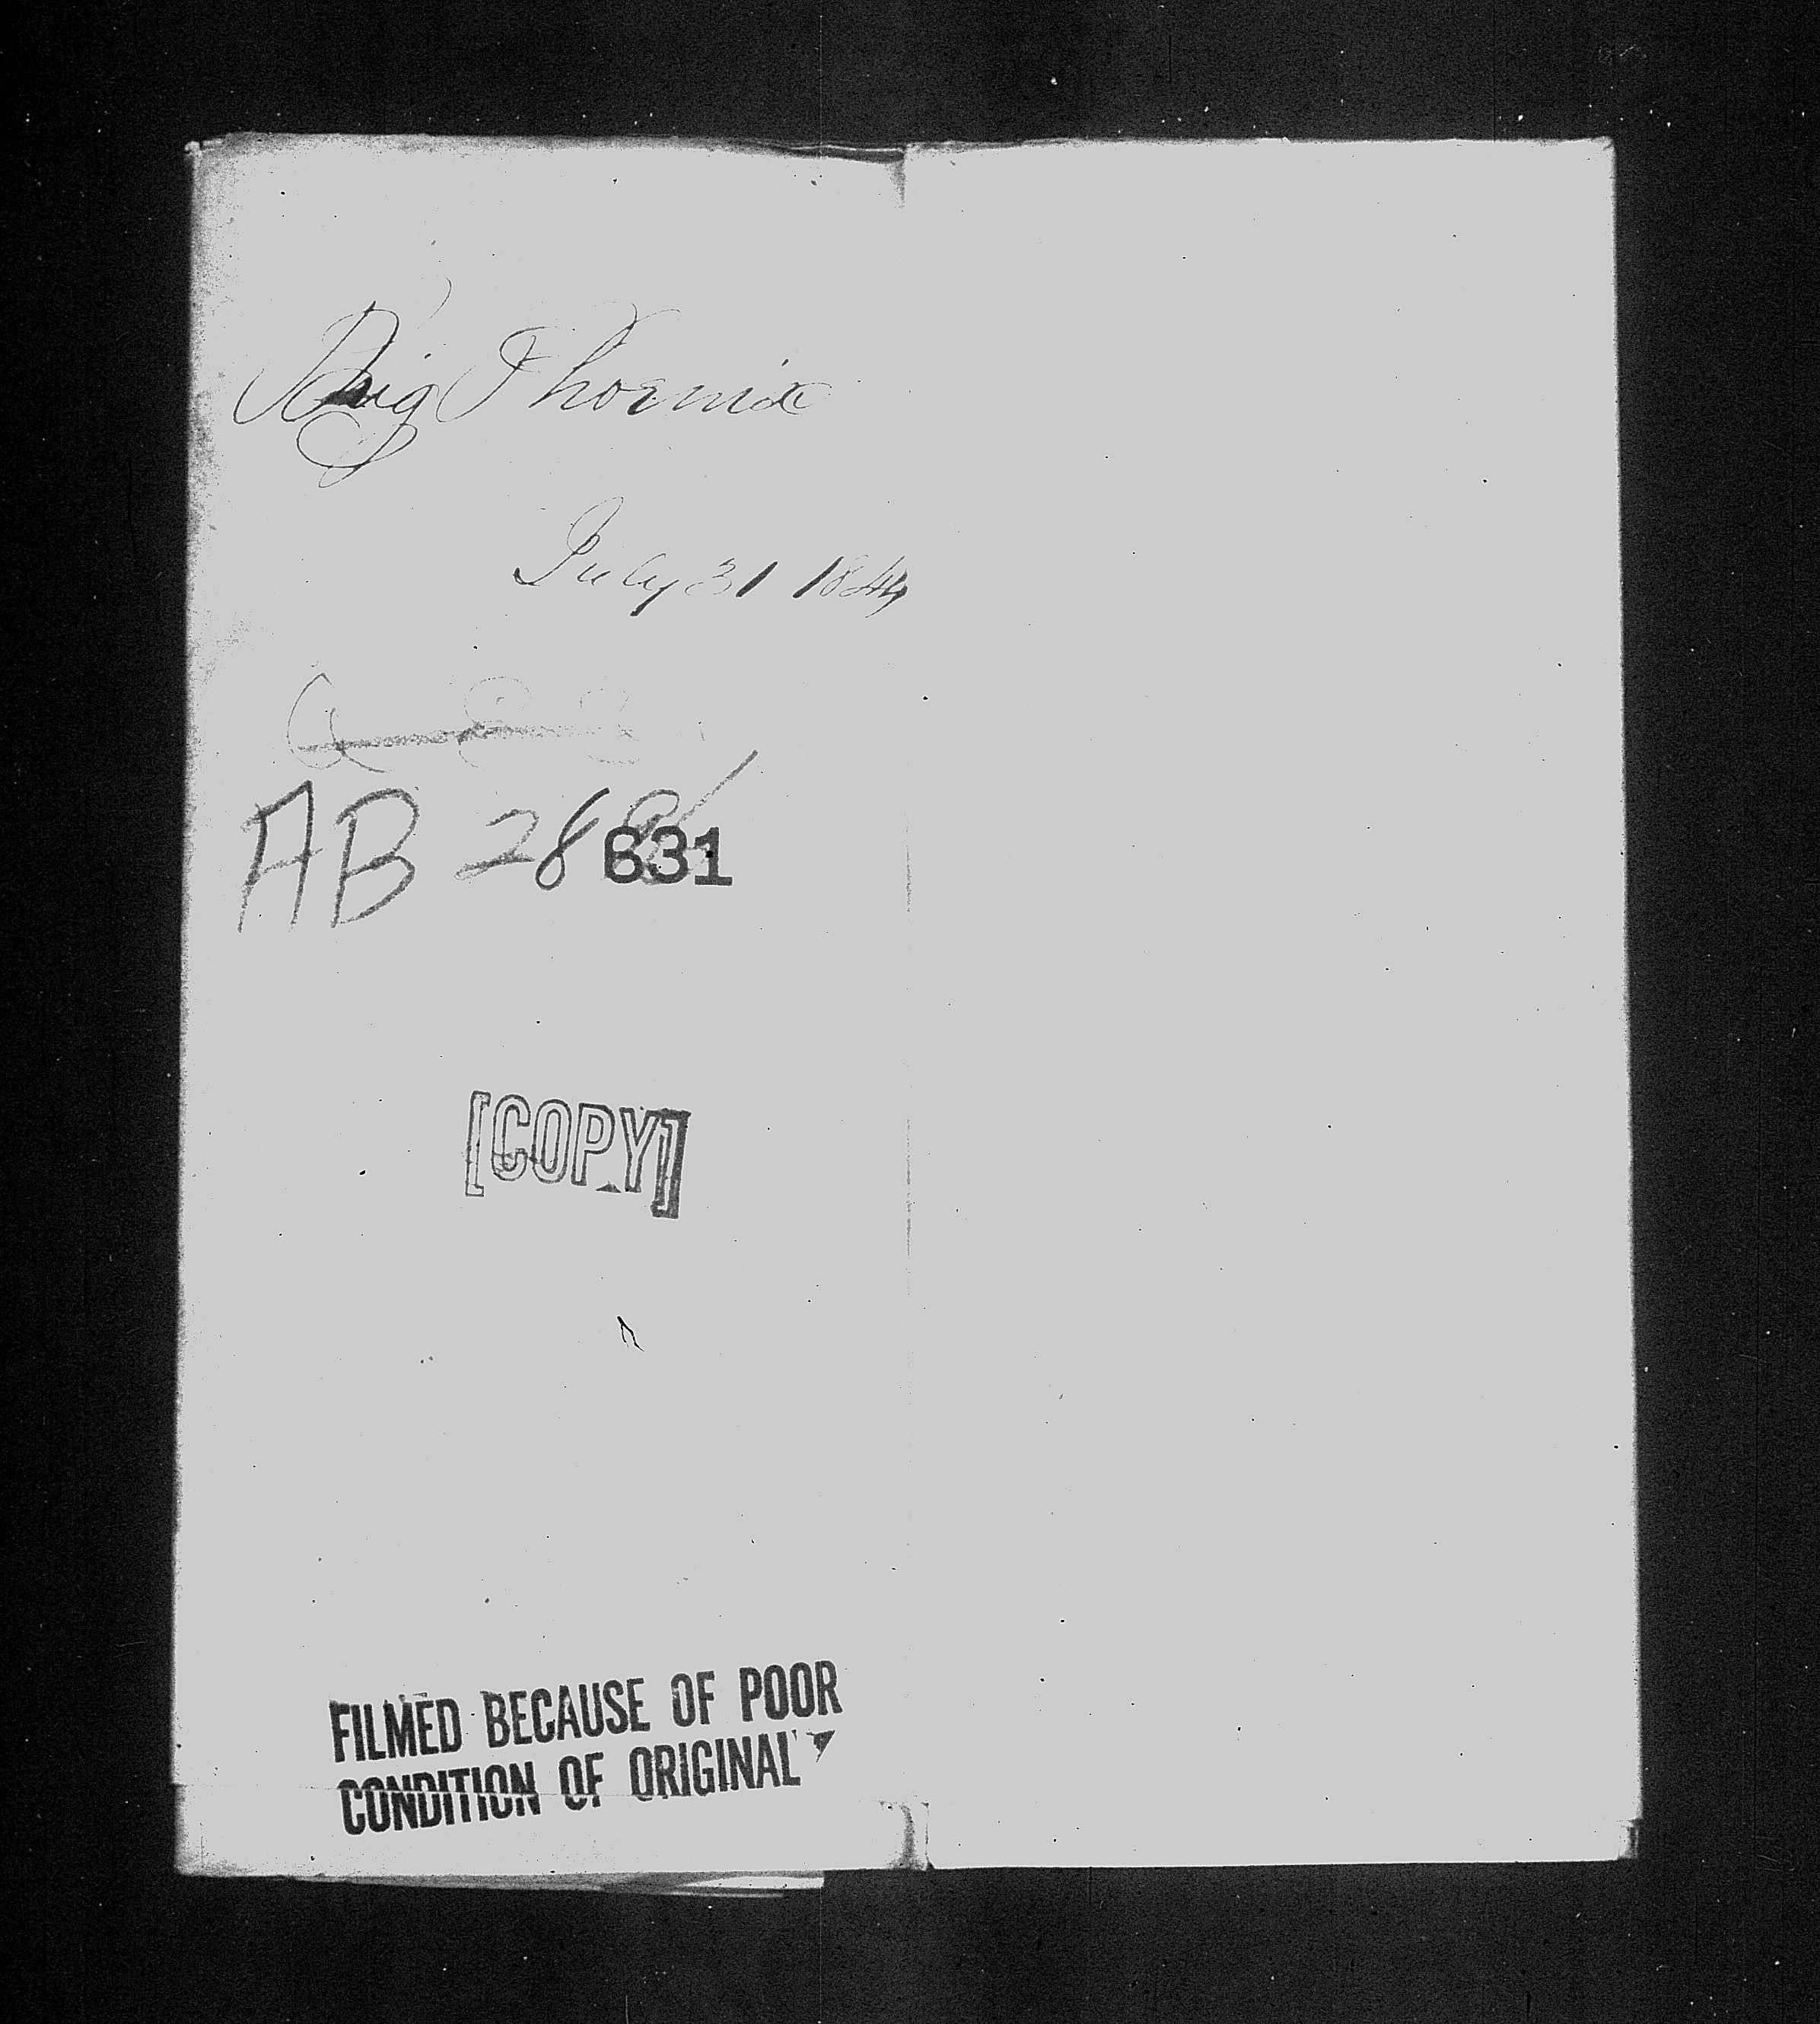 Brig Phoenix
July 31 1844
AB 28
631
[COPY]
FILMED BECAUSE OF POOR
CONDITION OF ORIGINAL